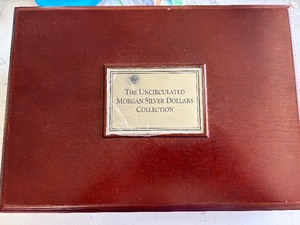 THE UNCIRCULATED
MORGAN SILVER DOLLARS
COLLECTION